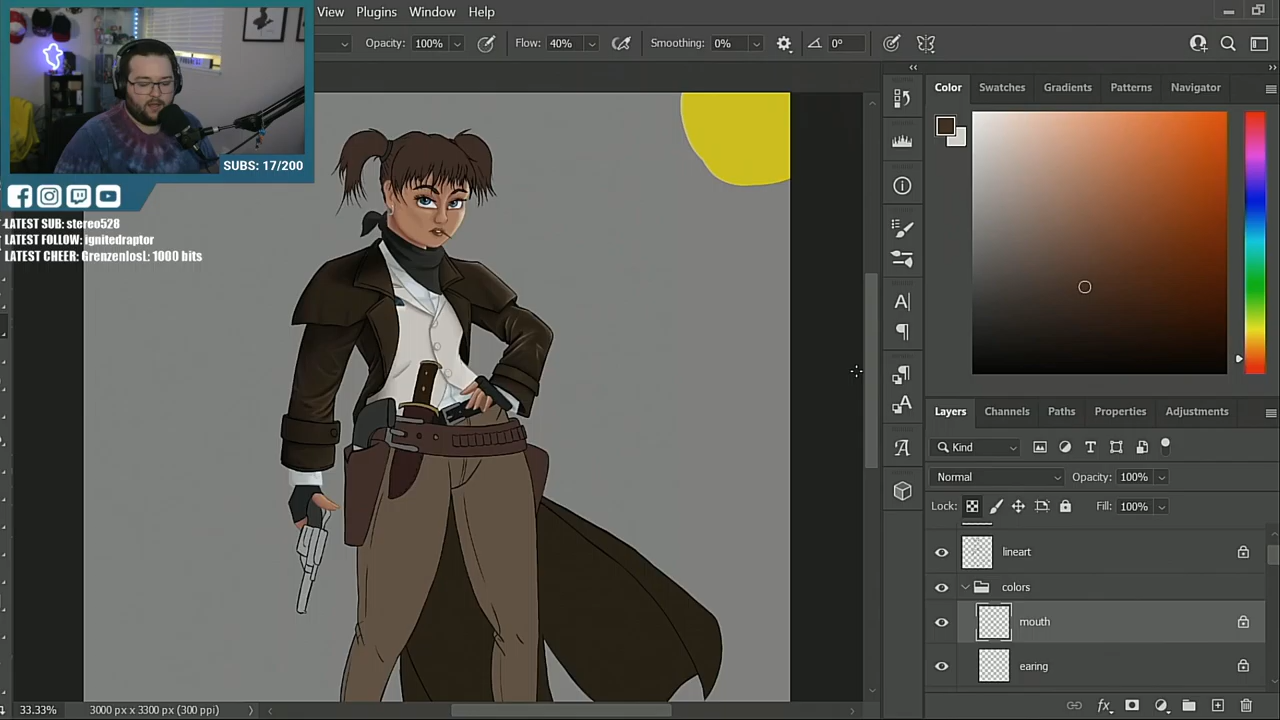 View Plugins Window Help
Opacity: 100% Flow: 40% Smoothing: 0% 0°
SUBS: 17/200
LATEST SUB: stereo528
LATEST FOLLOW: ignitedraptor
LATEST CHEER: GrenzenlosL: 1000 bits
Color Swatches Gradients Patterns Navigator
Layers Channels Paths Properties Adjustments
Kind
Normal Opacity: 100%
Lock: Fill: 100%
lineart
colors
mouth
earing
33.33% 3000 px x 3300 px (300 ppi)